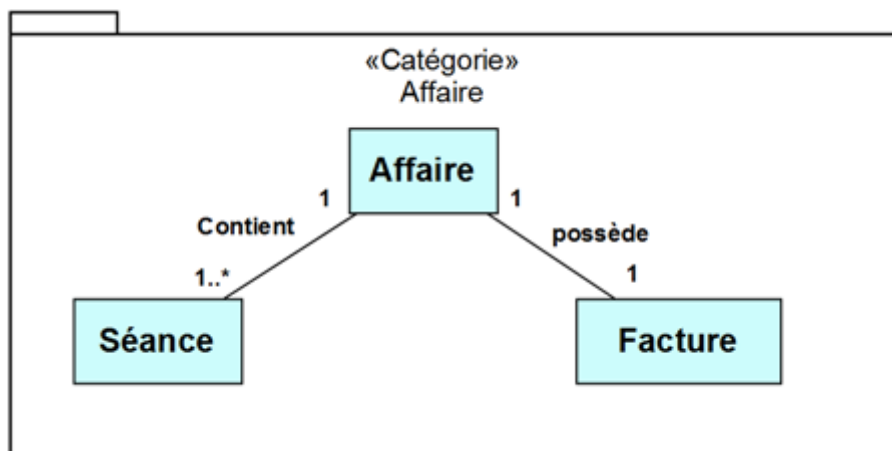 «Catégorie»
Affaire
Affaire
1
1
Contient
possède
1..*
1
Séance
Facture